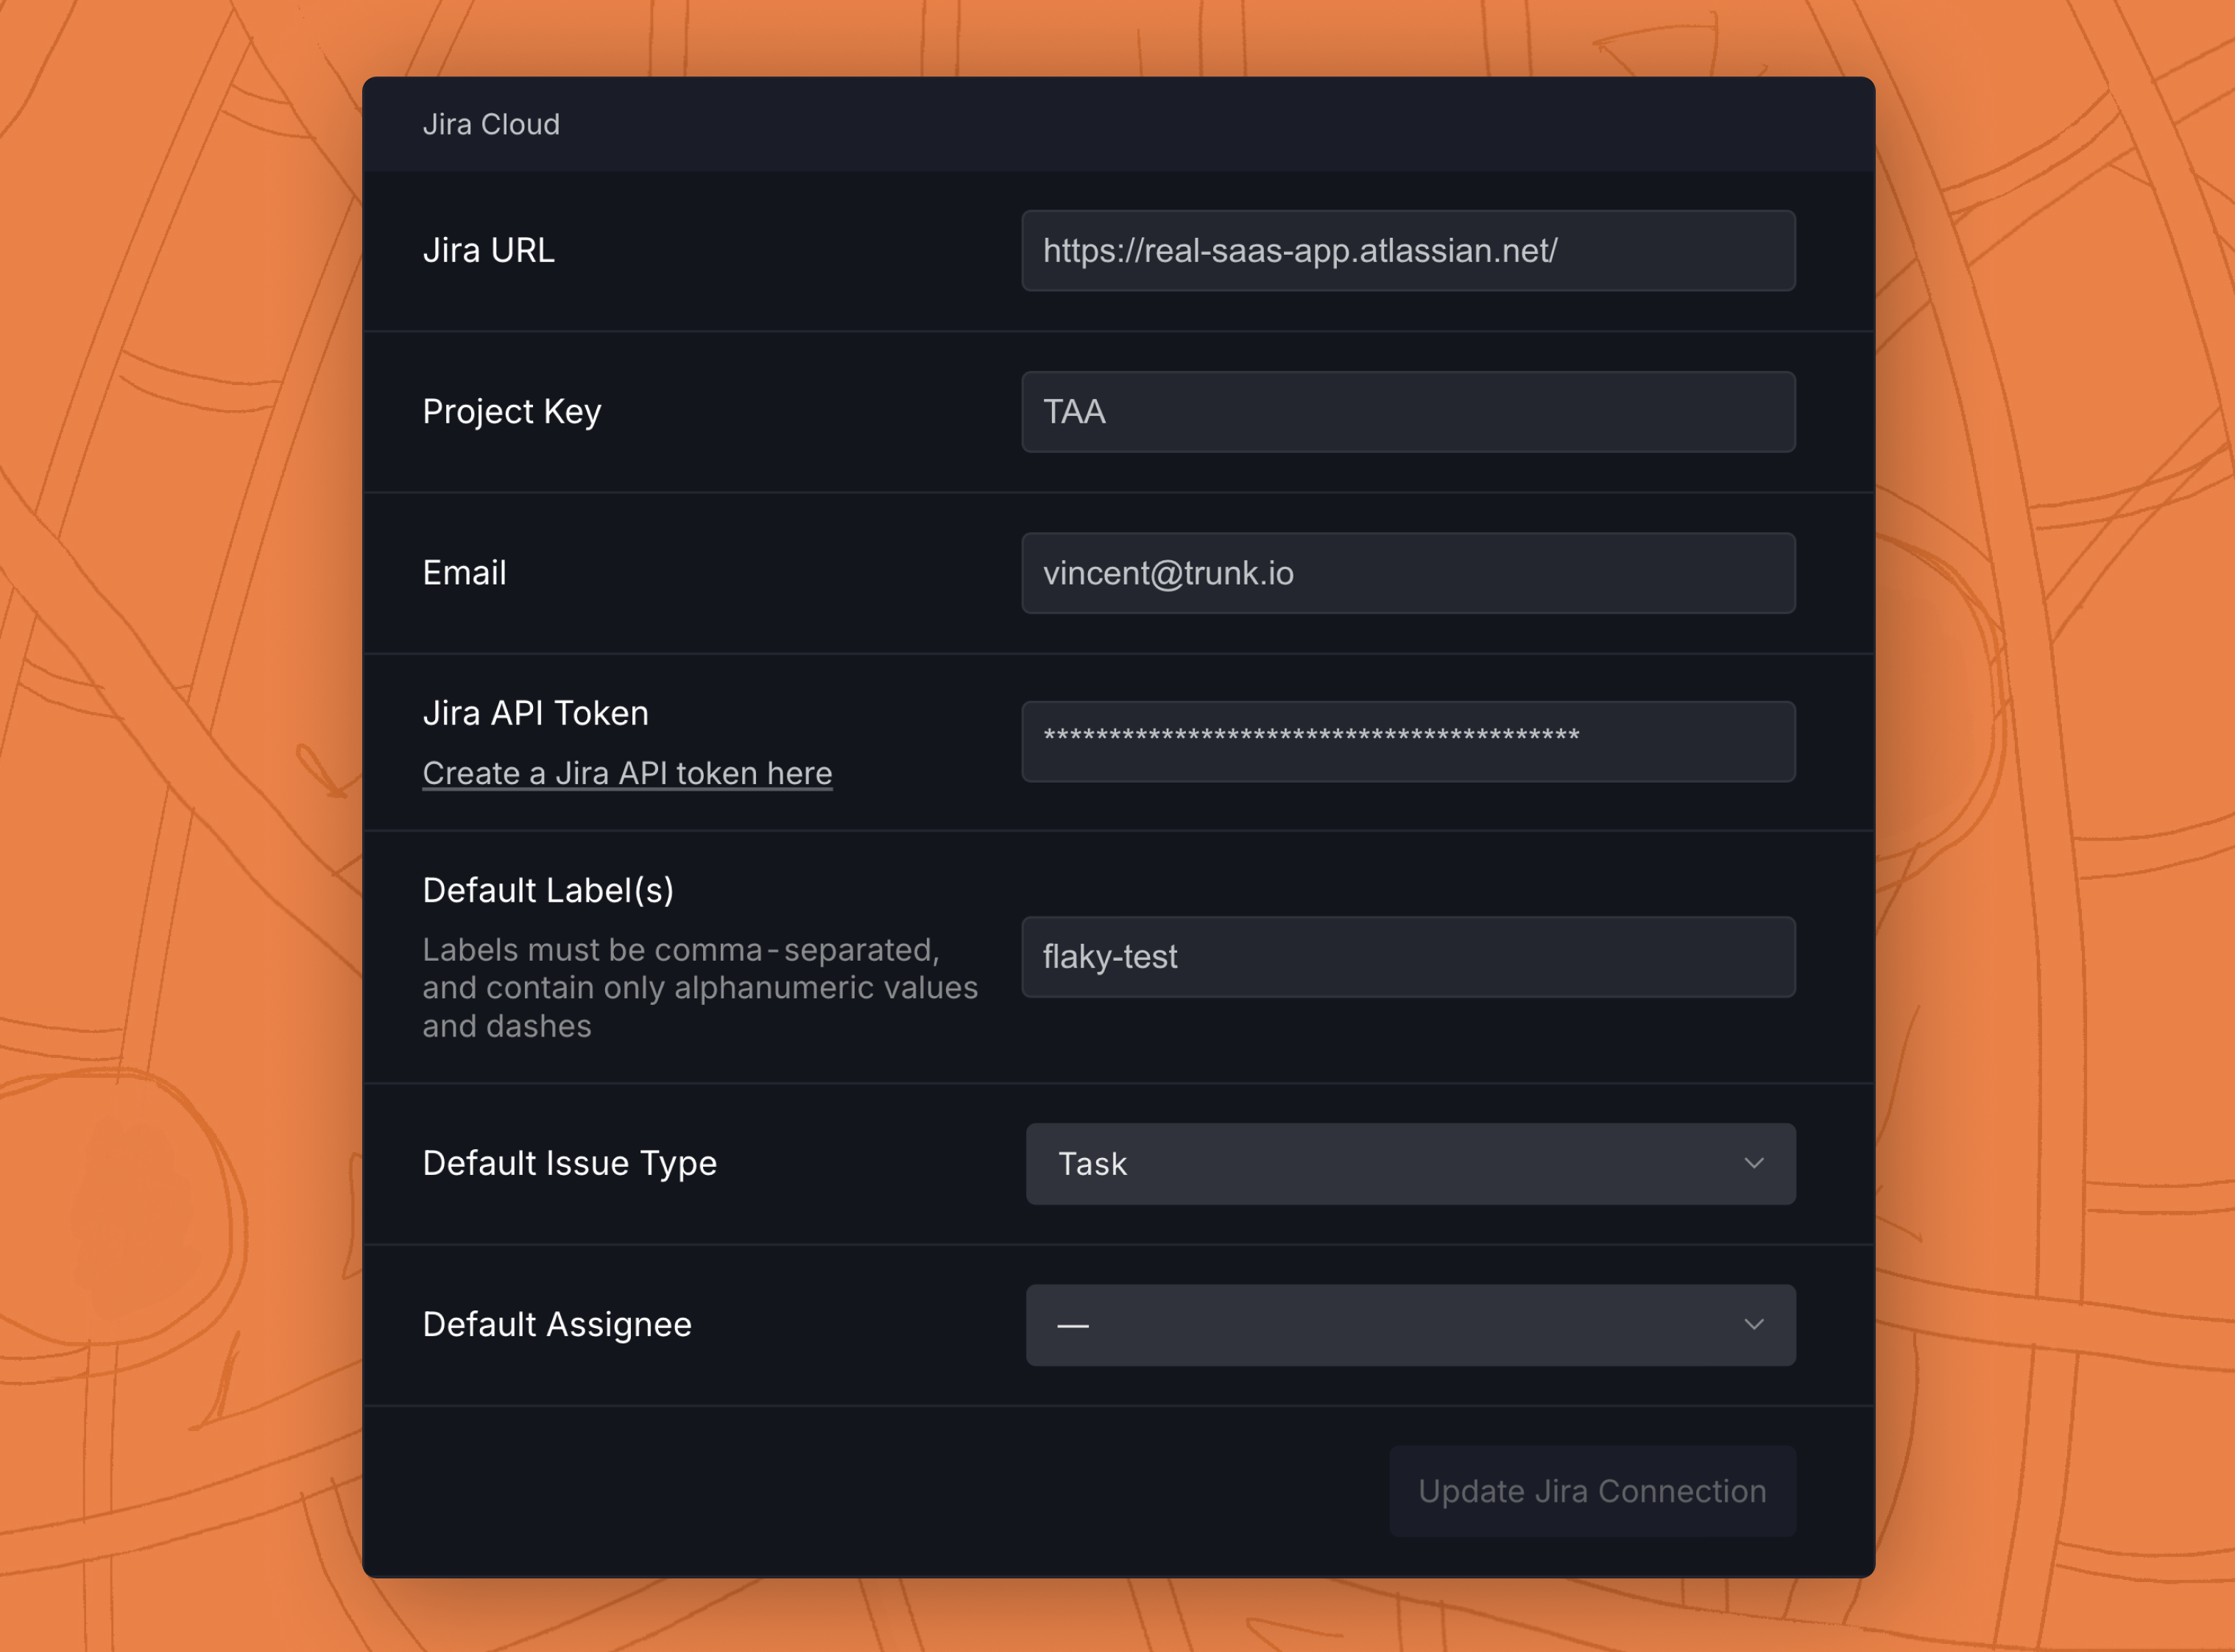 Jira Cloud
Jira URL
https://real-saas-app.atlassian.net/
Project Key
TAA
Email
vincent@trunk.io
Jira API Token
Create a Jira API token here
*****************************************
Default Label(s)
Labels must be comma-separated,
and contain only alphanumeric values
and dashes
flaky-test
Default Issue Type
Task
Default Assignee
—
Update Jira Connection